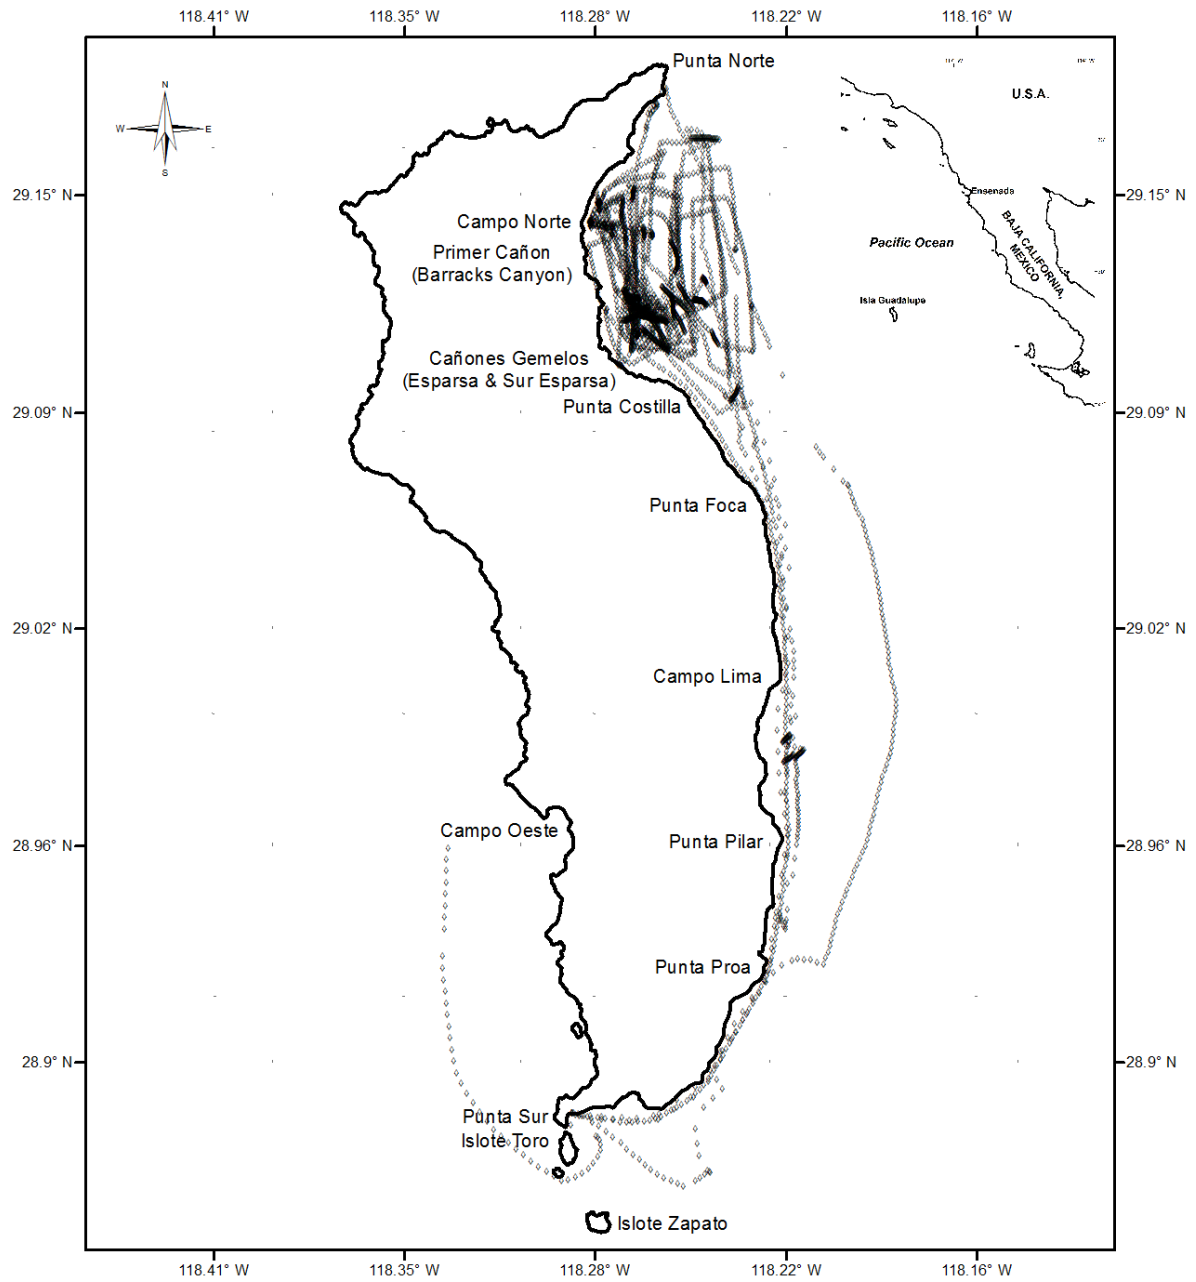 118.41° W
118.35° W
118.28° W
118.22° W
118.16° W
Punta Norte
U.S.A.
N
W
E
S
29.15° N
29.15° N
Ensenada
Campo Norte
BAJA CALIFORNIA,
MEXICO
Pacific Ocean
Primer Cañon
(Barracks Canyon)
Isla Guadalupe
Cañones Gemelos
(Esparsa & Sur Esparsa)
Punta Costilla
29.09° N
29.09° N
Punta Foca
29.02° N
29.02° N
Campo Lima
Campo Oeste
Punta Pilar
28.96° N
28.96° N
Punta Proa
28.9° N
28.9° N
Punta Sur
Islote Toro
Islote Zapato
118.41° W
118.35° W
118.28° W
118.22° W
118.16° W